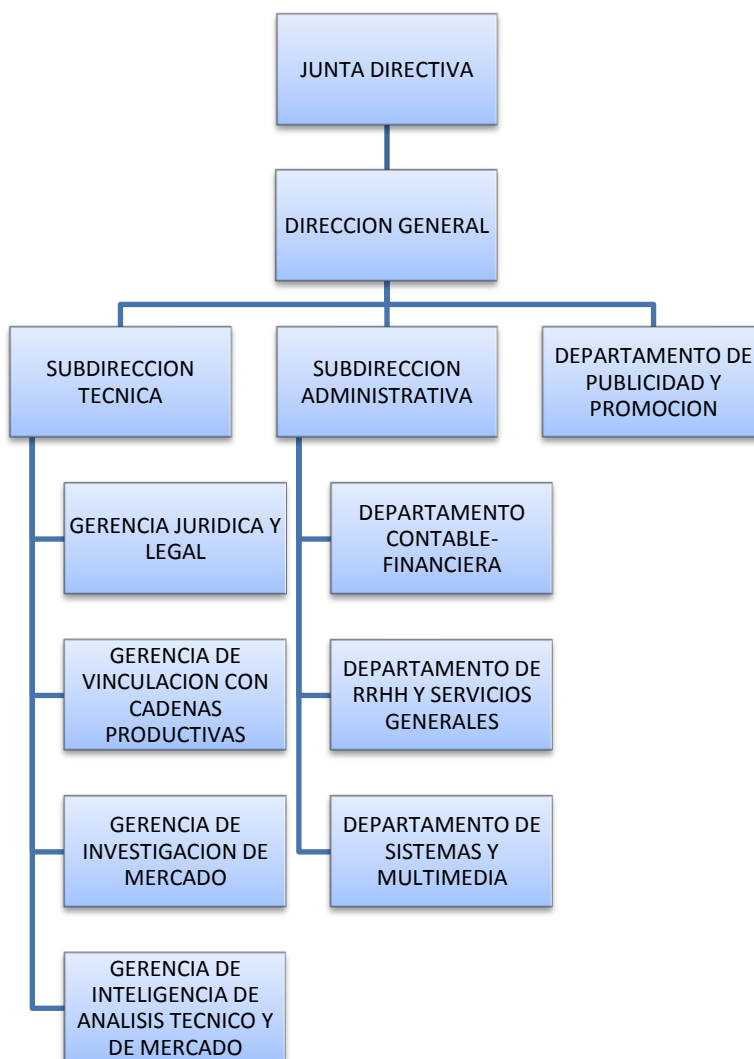 JUNTA DIRECTIVA
DIRECCION GENERAL
SUBDIRECCION
TECNICA
SUBDIRECCION
ADMINISTRATIVA
DEPARTAMENTO DE
PUBLICIDAD Y
PROMOCION
GERENCIA JURIDICA Y
LEGAL
GERENCIA DE
VINCULACION CON
CADENAS
PRODUCTIVAS
GERENCIA DE
INVESTIGACION DE
MERCADO
GERENCIA DE
INTELIGENCIA DE
ANALISIS TECNICO Y
DE MERCADO
DEPARTAMENTO
CONTABLE-
FINANCIERA
DEPARTAMENTO DE
RRHH Y SERVICIOS
GENERALES
DEPARTAMENTO DE
SISTEMAS Y
MULTIMEDIA